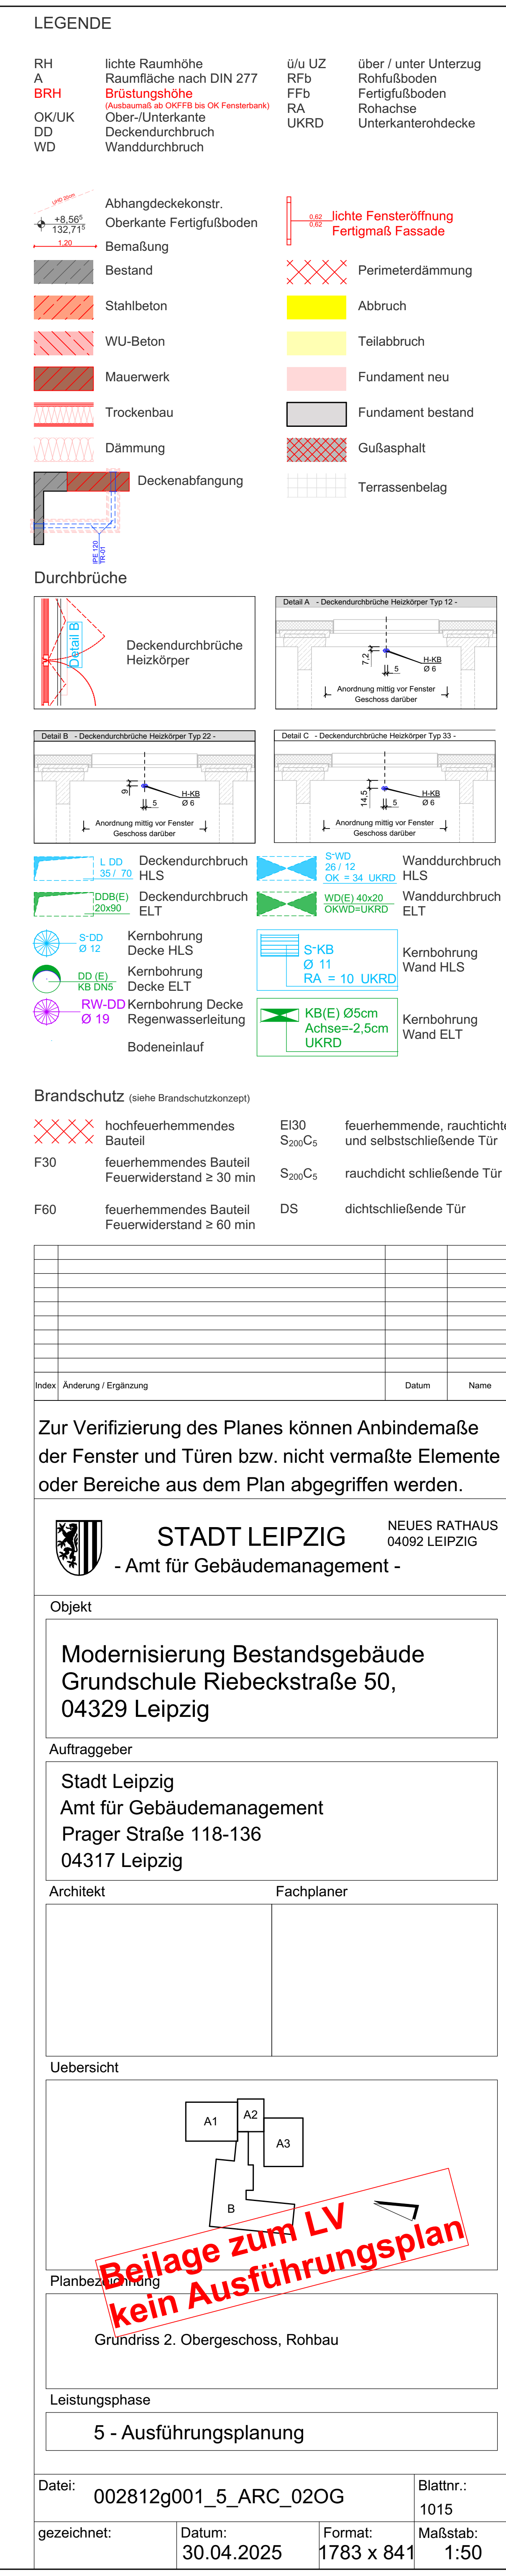 LEGENDE
RH lichte Raumhöhe
A Raumfläche nach DIN 277
BRH Brüstungshöhe
(Ausbaumaß ab OKFFB bis OK Fensterbank)
OK/UK Ober-/Unterkante
DD Deckendurchbruch
WD Wanddurchbruch
ü/u UZ über / unter Unterzug
RFb Rohfußboden
FFb Fertigfußboden
RA Rohachse
UKRD Unterkanterohdecke
UHD 20cm
Abhangdeckekonstr.
+8,56⁵
132,71⁵
Oberkante Fertigfußboden
1,20
Bemaßung
Bestand
Stahlbeton
WU-Beton
Mauerwerk
Trockenbau
Dämmung
Deckenabfangung
IPE 120
TR-01
0,62
0,62
lichte Fensteröffnung
Fertigmaß Fassade
Perimeterdämmung
Abbruch
Teilabbruch
Fundament neu
Fundament bestand
Gußasphalt
Terrassenbelag
Durchbrüche
Detail B
Deckendurchbrüche
Heizkörper
Detail A - Deckendurchbrüche Heizkörper Typ 12 -
7,2
5
H-KB
Ø 6
Anordnung mittig vor Fenster
Geschoss darüber
Detail B - Deckendurchbrüche Heizkörper Typ 22 -
9
5
H-KB
Ø 6
Anordnung mittig vor Fenster
Geschoss darüber
Detail C - Deckendurchbrüche Heizkörper Typ 33 -
14,5
5
H-KB
Ø 6
Anordnung mittig vor Fenster
Geschoss darüber
L DD
35 / 70
Deckendurchbruch
HLS
S-WD
26 / 12
OK = 34 UKRD
Wanddurchbruch
HLS
DDB(E)
20x90
Deckendurchbruch
ELT
WD(E) 40x20
OKWD=UKRD
Wanddurchbruch
ELT
S-DD
Ø 12
Kernbohrung
Decke HLS
DD (E)
KB DN5
Kernbohrung
Decke ELT
RW-DD
Ø 19
Kernbohrung Decke
Regenwasserleitung
Bodeneinlauf
S-KB
Ø 11
RA = 10 UKRD
Kernbohrung
Wand HLS
KB(E) Ø5cm
Achse=-2,5cm
UKRD
Kernbohrung
Wand ELT
Brandschutz (siehe Brandschutzkonzept)
hochfeuerhemmendes
Bauteil
F30 feuerhemmendes Bauteil
Feuerwiderstand ≥ 30 min
F60 feuerhemmendes Bauteil
Feuerwiderstand ≥ 60 min
EI30 feuerhemmende, rauchtichte
S₂₀₀C₅ und selbstschließende Tür
S₂₀₀C₅ rauchdicht schließende Tür
DS dichtschließende Tür
Index Änderung / Ergänzung Datum Name
Zur Verifizierung des Planes können Anbindemaße
der Fenster und Türen bzw. nicht vermaßte Elemente
oder Bereiche aus dem Plan abgegriffen werden.
STADT LEIPZIG
- Amt für Gebäudemanagement -
NEUES RATHAUS
04092 LEIPZIG
Objekt
Modernisierung Bestandsgebäude
Grundschule Riebeckstraße 50,
04329 Leipzig
Auftraggeber
Stadt Leipzig
Amt für Gebäudemanagement
Prager Straße 118-136
04317 Leipzig
Architekt Fachplaner
Uebersicht
A1
A2
A3
B
Beilage zum LV
kein Ausführungsplan
Planbezeichnung
Grundriss 2. Obergeschoss, Rohbau
Leistungsphase
5 - Ausführungsplanung
Datei: 002812g001_5_ARC_02OG
Blattnr.:
1015
gezeichnet:
Datum:
30.04.2025
Format:
1783 x 841
Maßstab:
1:50